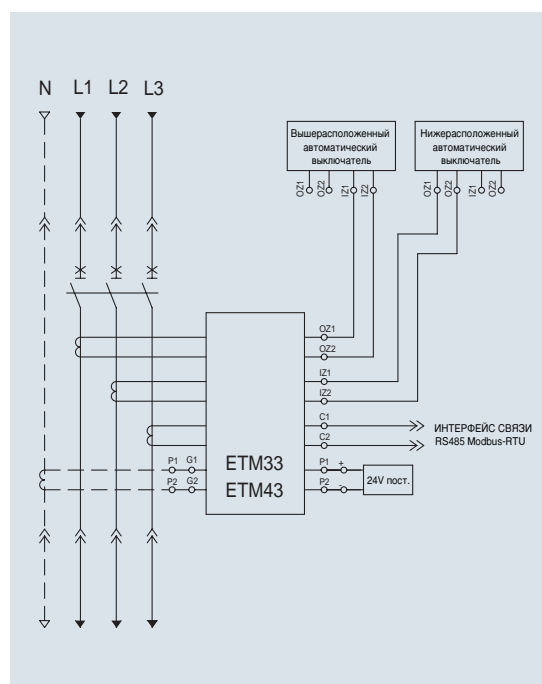 N L1 L2 L3
Вышерасположенный
автоматический
выключатель
Нижерасположенный
автоматический
выключатель
OZ1 OZ2 IZ1 IZ2
OZ1 OZ2 IZ1 OZ2
OZ1
OZ2
IZ1
IZ2
C1
C2
ИНТЕРФЕЙС СВЯЗИ
RS485 Modbus-RTU
P1 G1
P2 G2
ETM33
ETM43
P1 +
P2 -
24V пост.